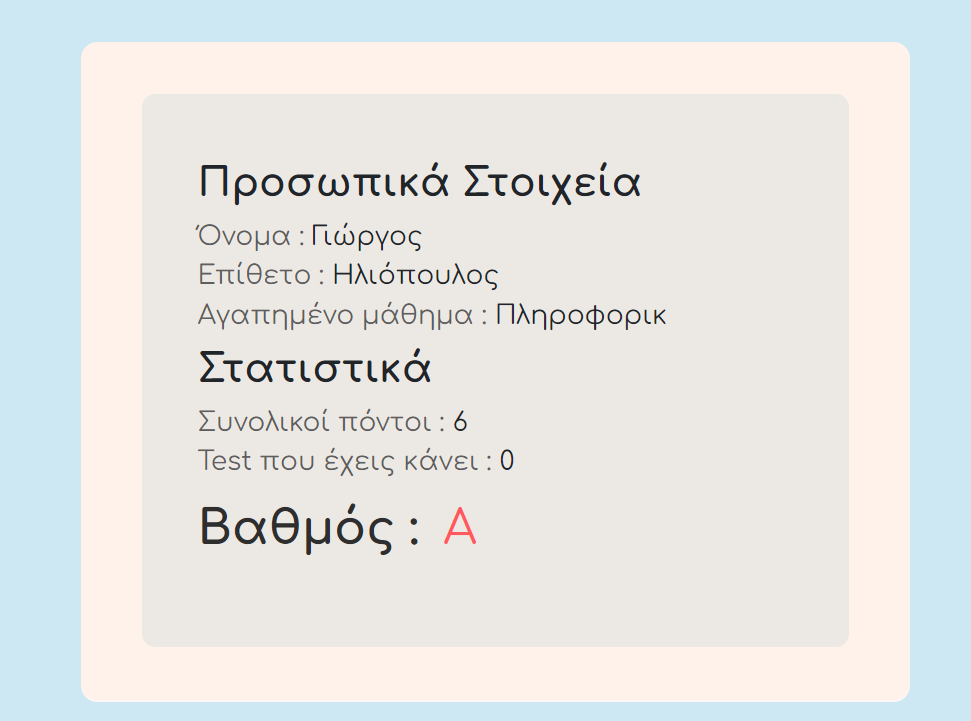 Προσωπικά Στοιχεία
Όνομα : Γιώργος
Επίθετο : Ηλιόπουλος
Αγαπημένο μάθημα : Πληροφορικ
Στατιστικά
Συνολικοί πόντοι : 6
Test που έχεις κάνει : 0
Βαθμός : A